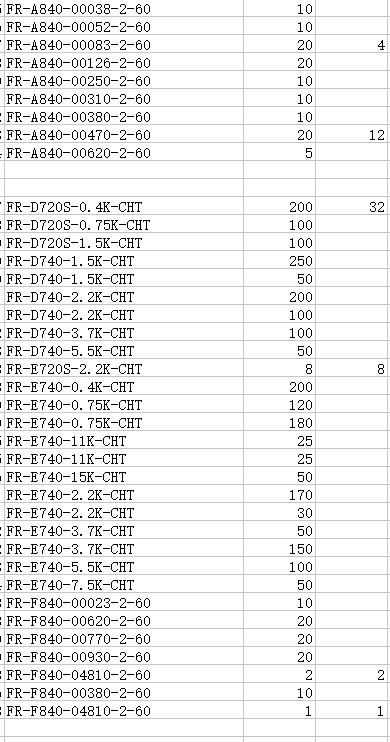 FR-A840-00038-2-60 10
FR-A840-00052-2-60 10
FR-A840-00083-2-60 20 4
FR-A840-00126-2-60 20
FR-A840-00250-2-60 10
FR-A840-00310-2-60 10
FR-A840-00380-2-60 10
FR-A840-00470-2-60 20 12
FR-A840-00620-2-60 5
FR-D720S-0.4K-CHT 200 32
FR-D720S-0.75K-CHT 100
FR-D720S-1.5K-CHT 100
FR-D740-1.5K-CHT 250
FR-D740-1.5K-CHT 50
FR-D740-2.2K-CHT 200
FR-D740-2.2K-CHT 100
FR-D740-3.7K-CHT 100
FR-D740-5.5K-CHT 50
FR-E720S-2.2K-CHT 8 8
FR-E740-0.4K-CHT 200
FR-E740-0.75K-CHT 120
FR-E740-0.75K-CHT 180
FR-E740-11K-CHT 25
FR-E740-11K-CHT 25
FR-E740-15K-CHT 50
FR-E740-2.2K-CHT 170
FR-E740-2.2K-CHT 30
FR-E740-3.7K-CHT 50
FR-E740-3.7K-CHT 150
FR-E740-5.5K-CHT 100
FR-E740-7.5K-CHT 50
FR-F840-00023-2-60 10
FR-F840-00620-2-60 20
FR-F840-00770-2-60 20
FR-F840-00930-2-60 20
FR-F840-04810-2-60 2 2
FR-F840-00380-2-60 10
FR-F840-04810-2-60 1 1